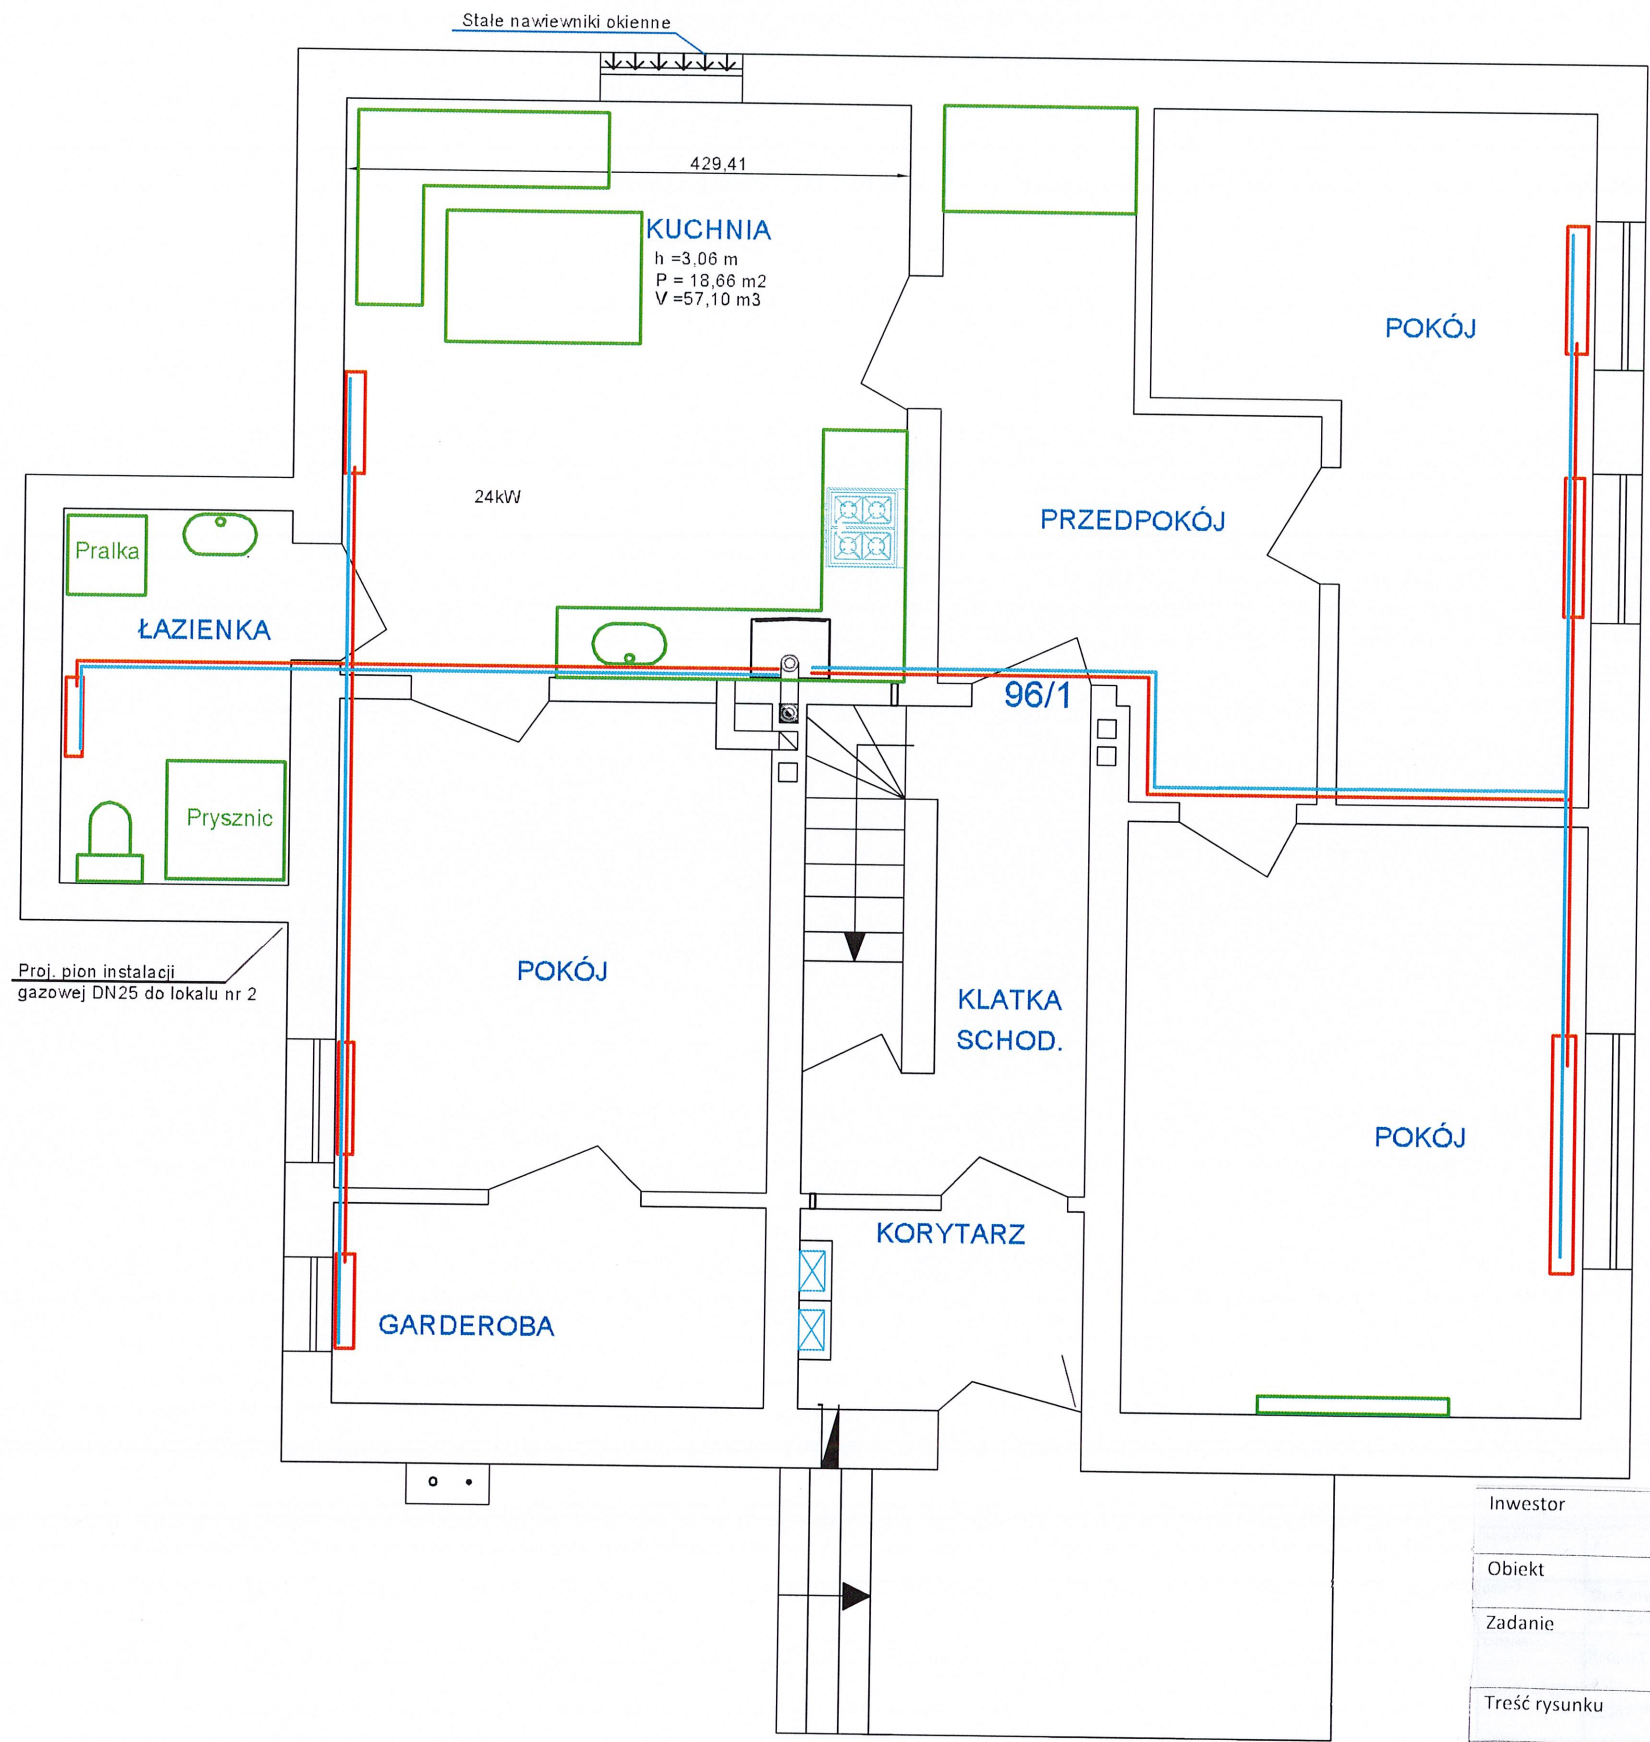 Stałe nawiewniki okienne
429,41
KUCHNIA
h =3,06 m
P = 18,66 m2
V =57,10 m3
POKÓJ
24kW
PRZEDPOKÓJ
Pralka
ŁAZIENKA
96/1
Prysznic
POKÓJ
Proj. pion instalacji
gazowej DN25 do lokalu nr 2
KLATKA
SCHOD.
POKÓJ
KORYTARZ
GARDEROBA
Inwestor
Obiekt
Zadanie
Treść rysunku